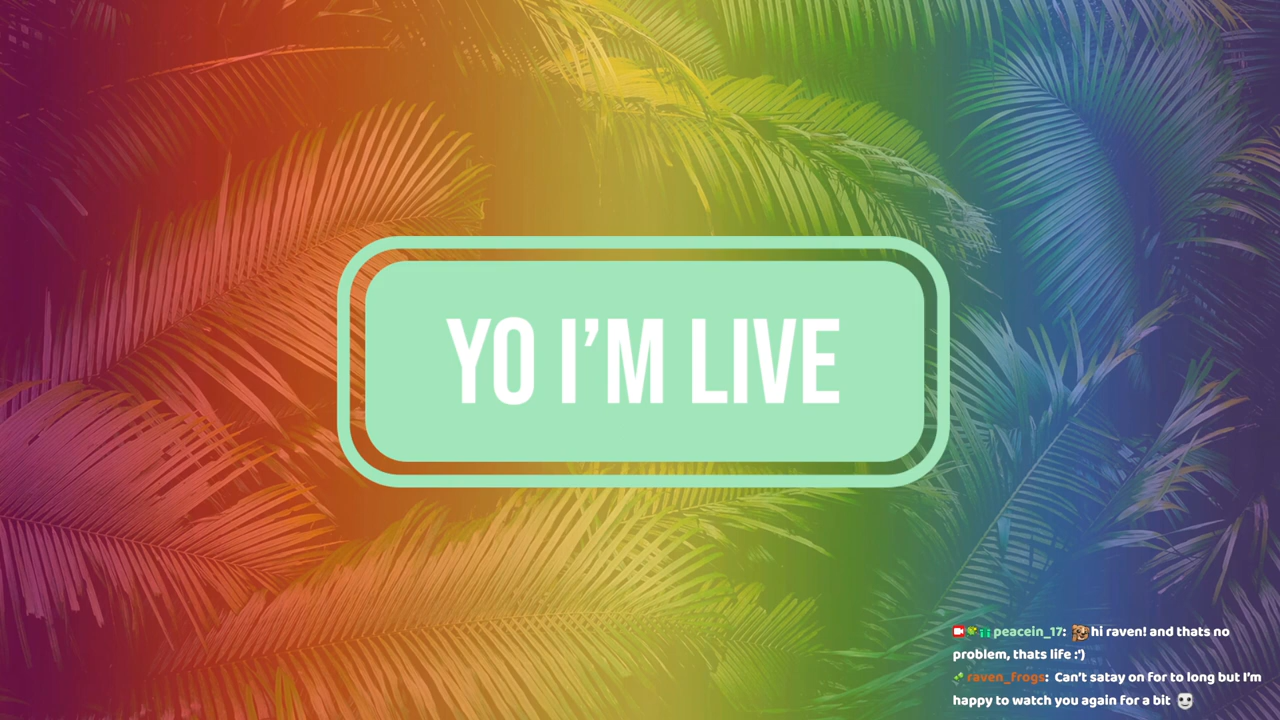 YO I’M LIVE
peacein_17: hi raven! and thats no
problem, thats life :')
raven_frogs: Can’t satay on for to long but I’m
happy to watch you again for a bit